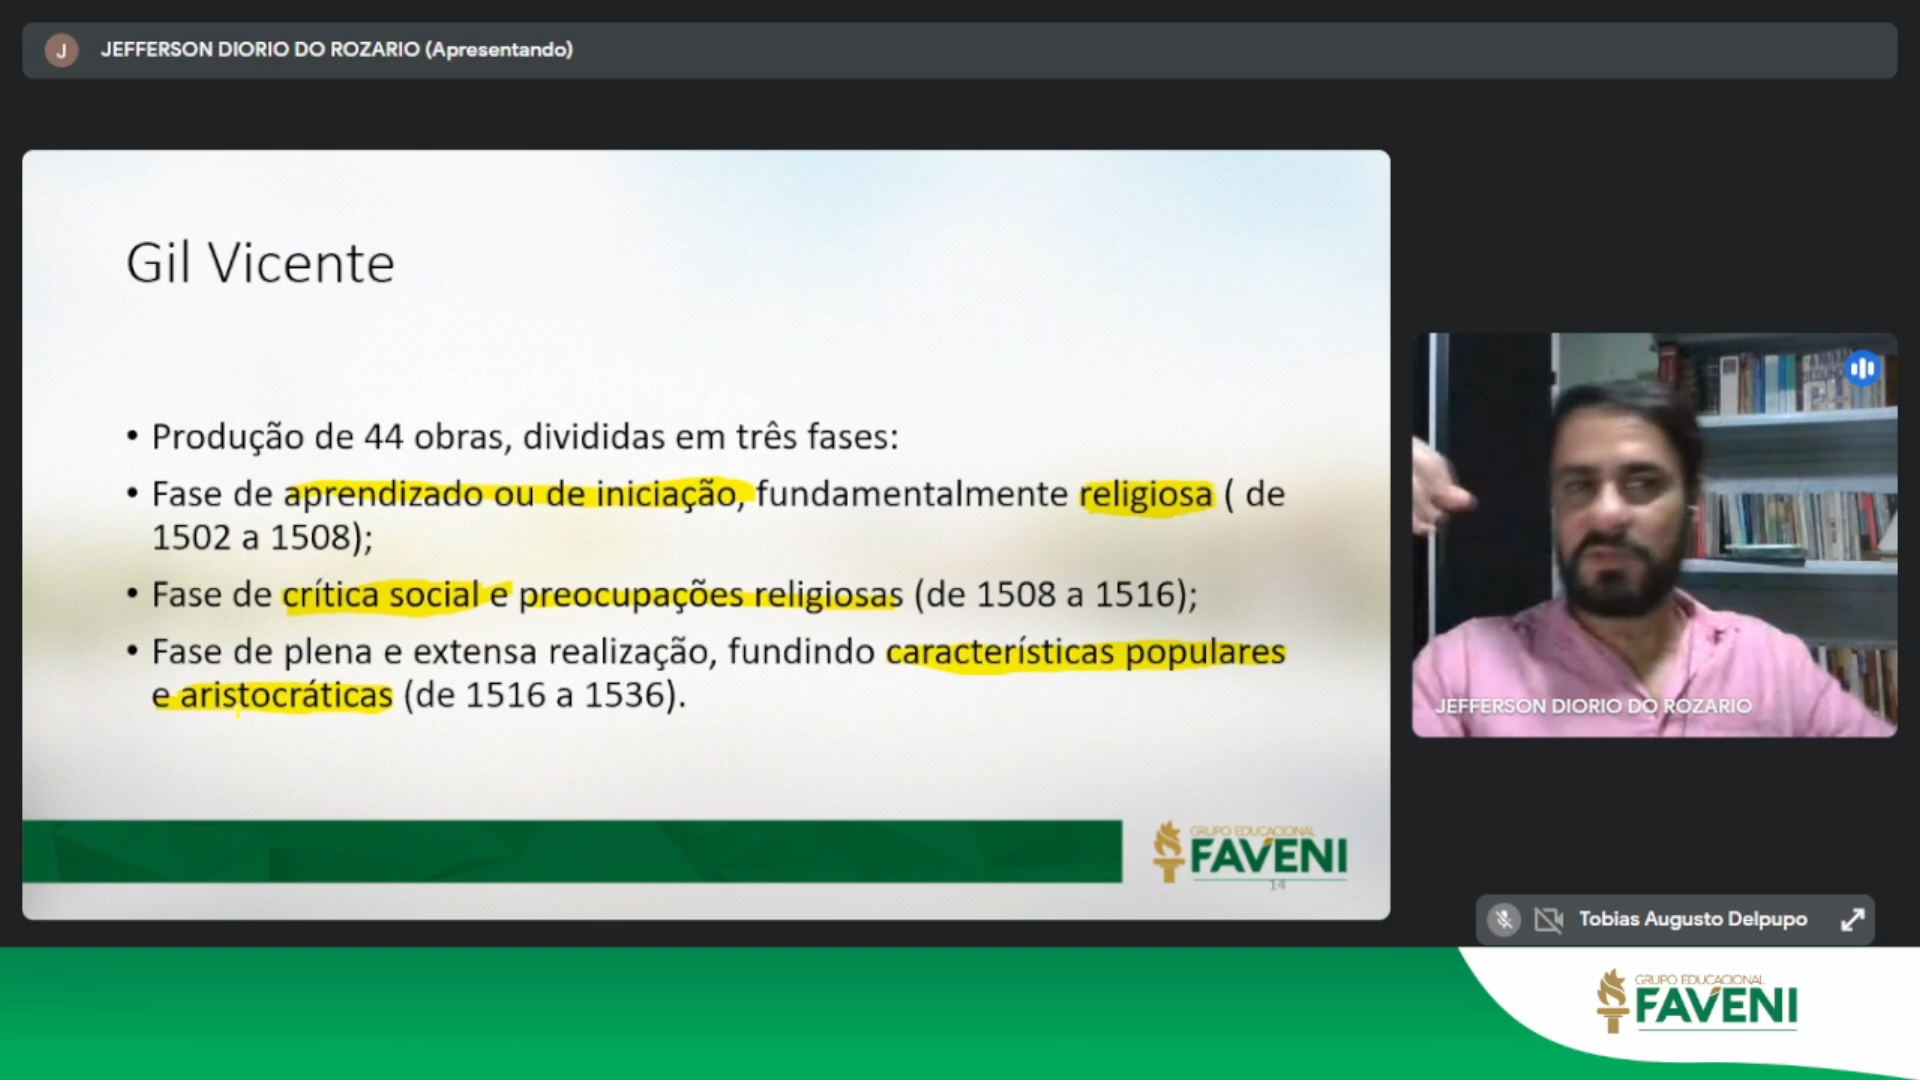 J
JEFFERSON DIORIO DO ROZARIO (Apresentando)
Gil Vicente
• Produção de 44 obras, divididas em três fases:
• Fase de aprendizado ou de iniciação, fundamentalmente religiosa ( de
1502 a 1508);
• Fase de crítica social e preocupações religiosas (de 1508 a 1516);
• Fase de plena e extensa realização, fundindo características populares
e aristocráticas (de 1516 a 1536).
GRUPO EDUCACIONAL
FAVENI
14
JEFFERSON DIORIO DO ROZARIO
Tobias Augusto Delpupo
GRUPO EDUCACIONAL
FAVENI